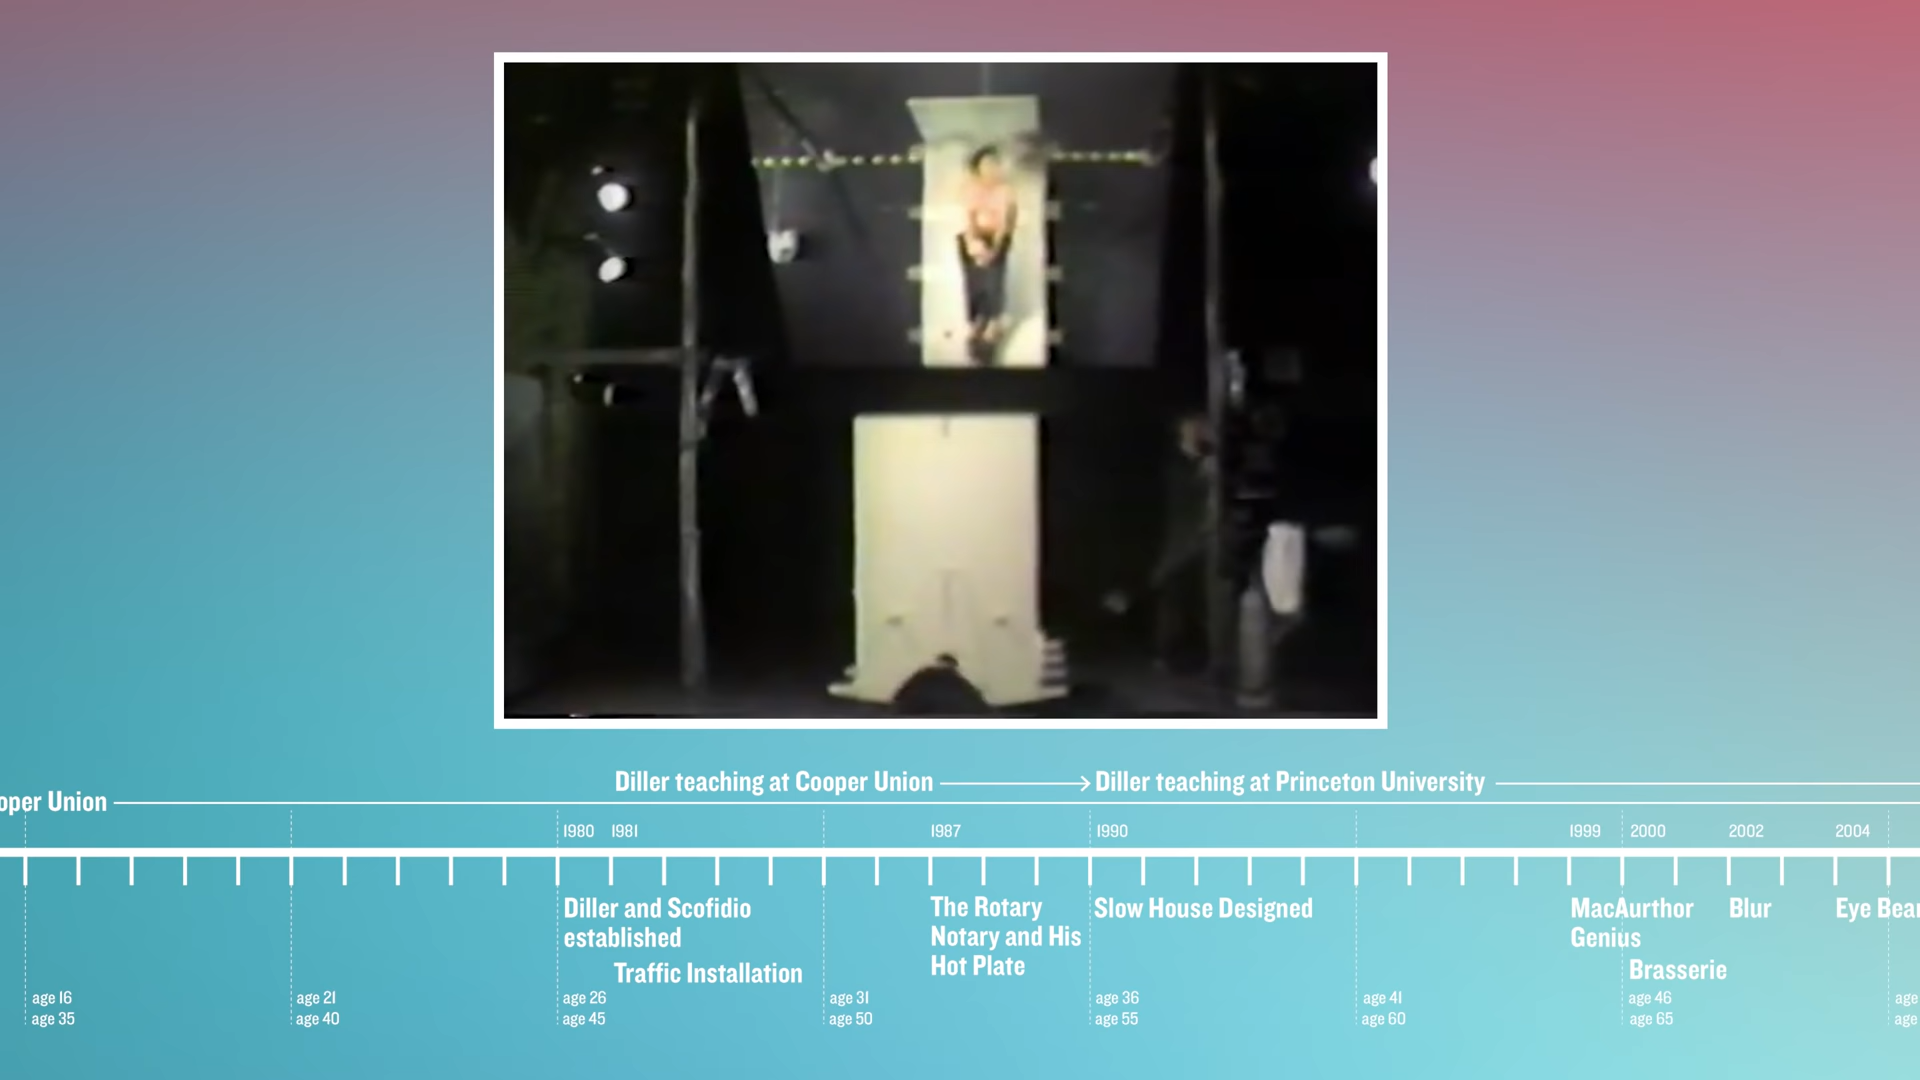 Diller teaching at Cooper Union
Diller teaching at Princeton University
oper Union
1980
1981
1987
1990
1999
2000
2002
2004
Diller and Scofidio
established
Traffic Installation
The Rotary
Notary and His
Hot Plate
Slow House Designed
MacAurthor
Genius
Brasserie
Blur
Eye Bear
age 16
age 35
age 21
age 40
age 26
age 45
age 31
age 50
age 36
age 55
age 41
age 60
age 46
age 65
age
age